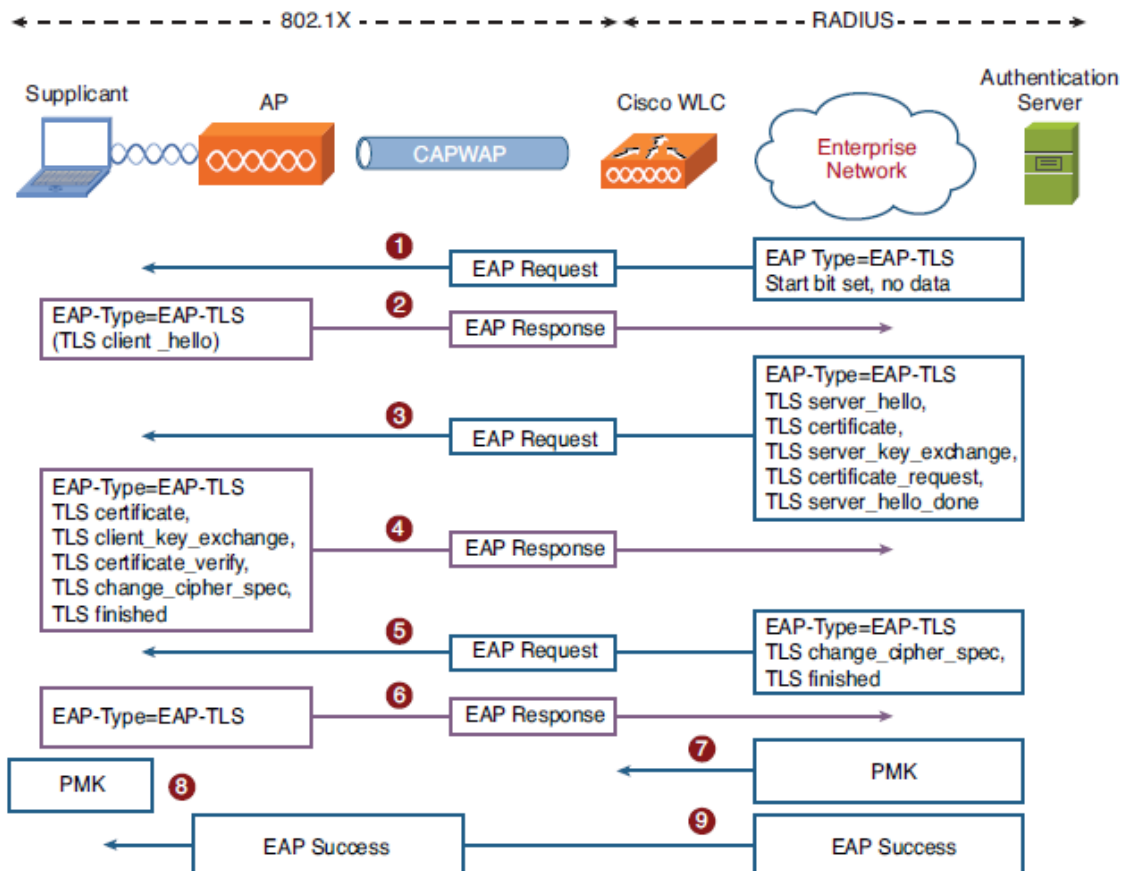 802.1X
RADIUS
Supplicant
AP
Cisco WLC
Authentication
Server
CAPWAP
Enterprise
Network
1
EAP Request
EAP Type=EAP-TLS
Start bit set, no data
EAP-Type=EAP-TLS
(TLS client _hello)
2
EAP Response
3
EAP Request
EAP-Type=EAP-TLS
TLS server_hello,
TLS certificate,
TLS server_key_exchange,
TLS certificate_request,
TLS server_hello_done
EAP-Type=EAP-TLS
TLS certificate,
TLS client_key_exchange,
TLS certificate_verify,
TLS change_cipher_spec,
TLS finished
4
EAP Response
5
EAP Request
EAP-Type=EAP-TLS
TLS change_cipher_spec,
TLS finished
EAP-Type=EAP-TLS
6
EAP Response
7
PMK
PMK
8
9
EAP Success
EAP Success